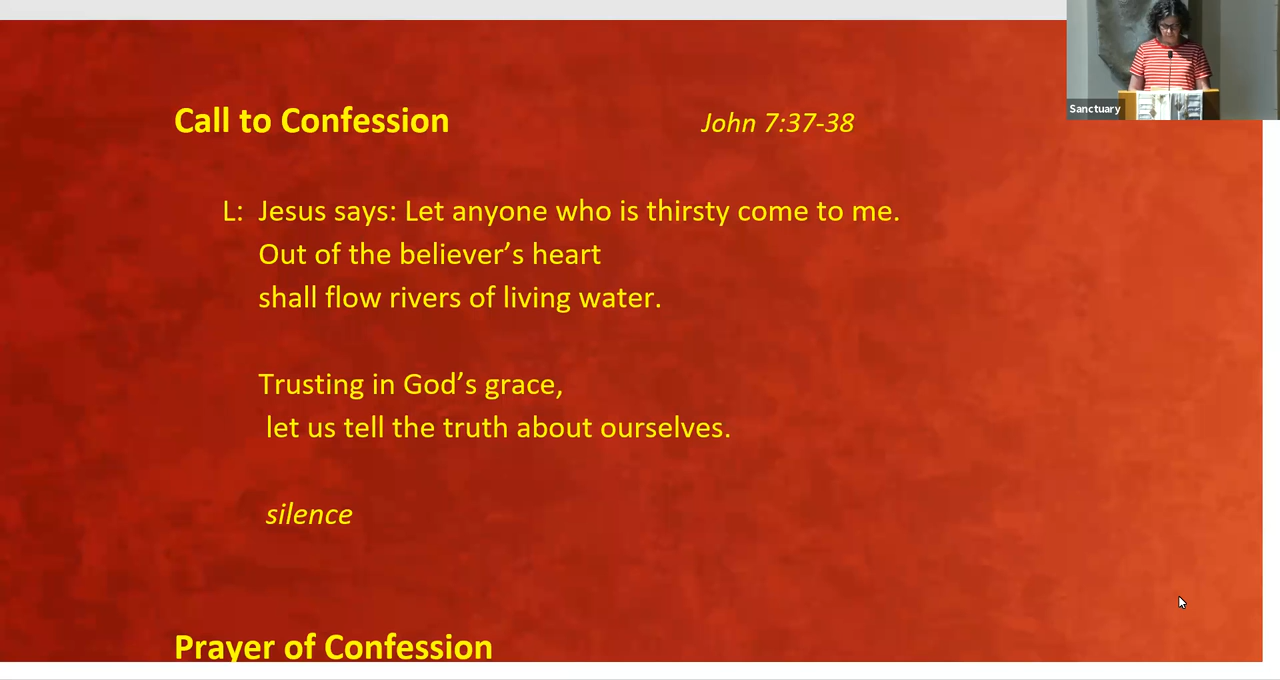 Sanctuary
Call to Confession John 7:37-38
L: Jesus says: Let anyone who is thirsty come to me.
Out of the believer’s heart
shall flow rivers of living water.
Trusting in God’s grace,
let us tell the truth about ourselves.
silence
Prayer of Confession